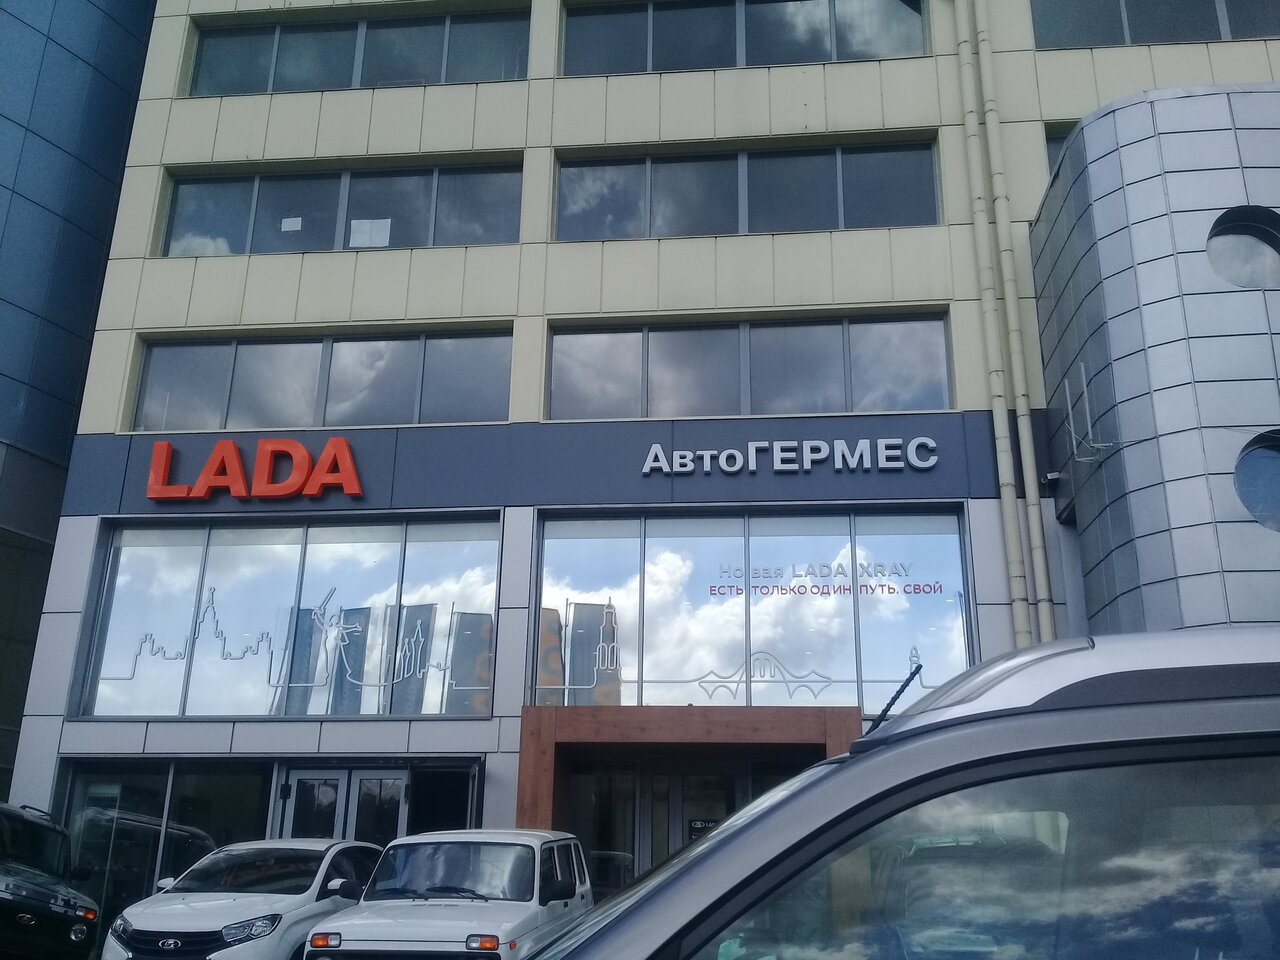 LADA
АвтоГЕРМЕС
Новая LADA XRAY
ЕСТЬ ТОЛЬКО ОДИН ПУТЬ. СВОЙ